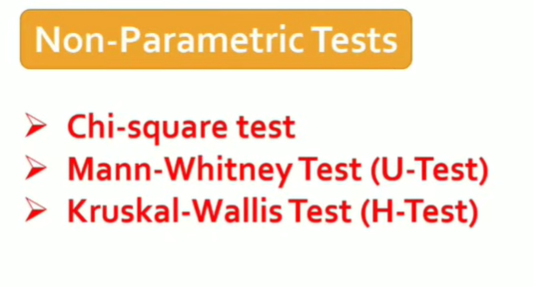 Non-Parametric Tests
➤ Chi-square test
➤ Mann-Whitney Test (U-Test)
➤ Kruskal-Wallis Test (H-Test)